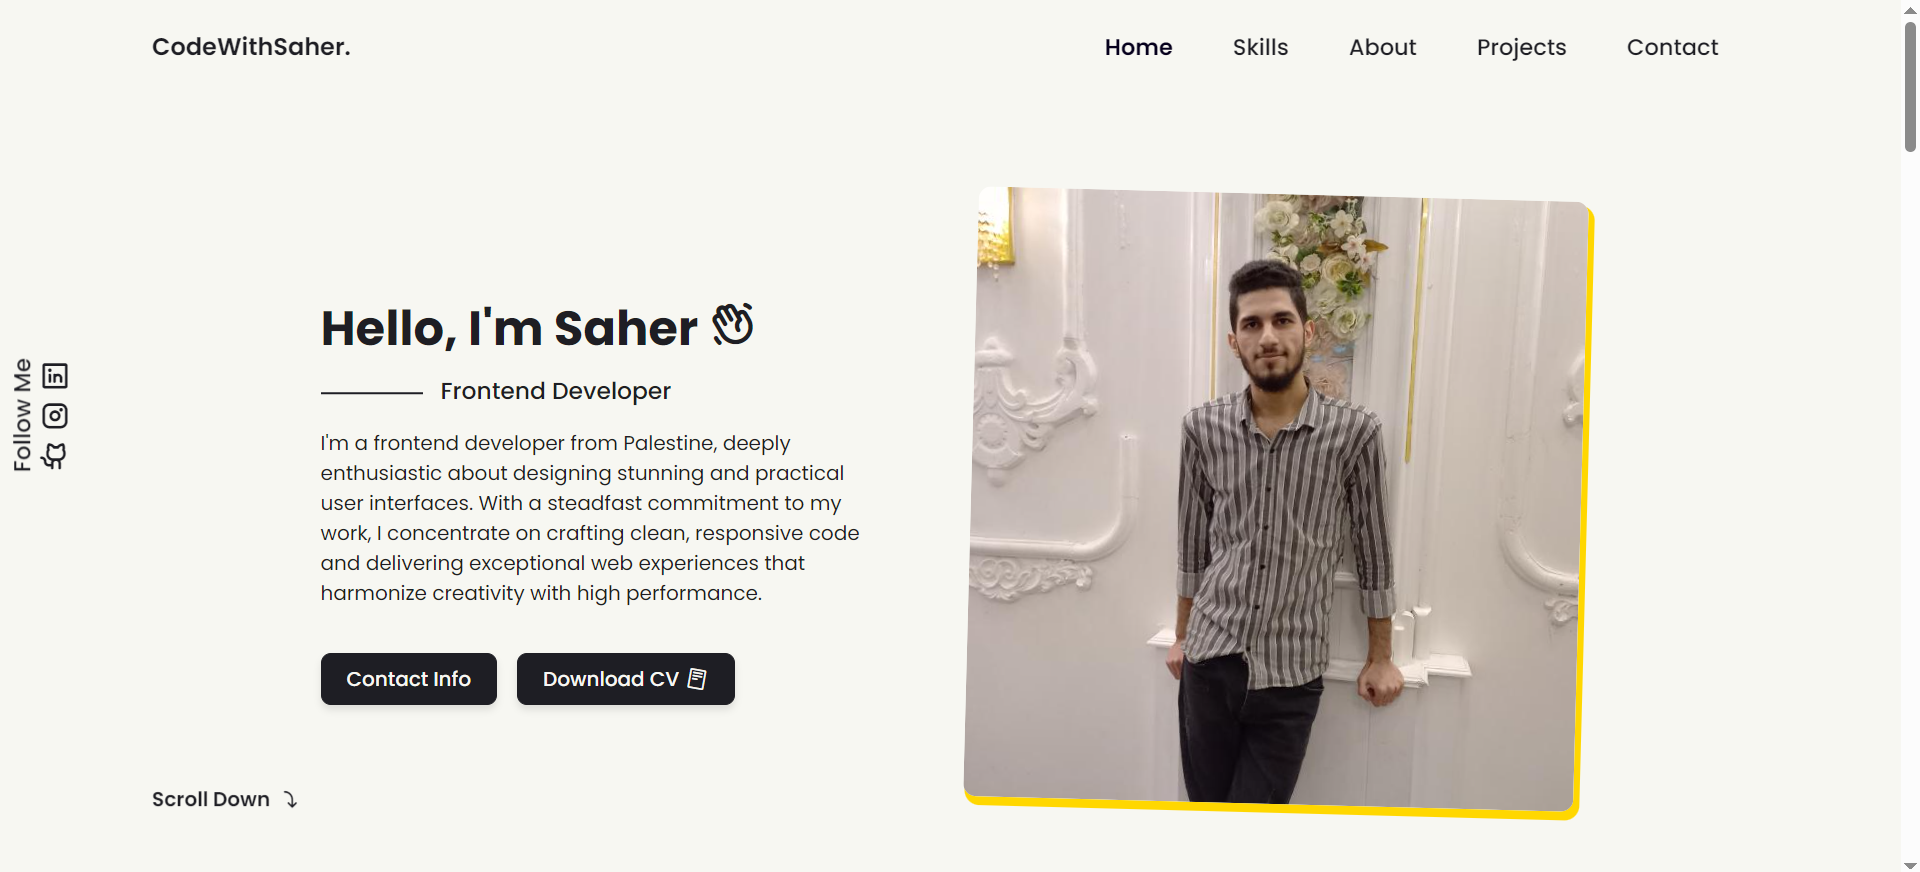 CodeWithSaher.
Home Skills About Projects Contact
Hello, I'm Saher
Frontend Developer
I'm a frontend developer from Palestine, deeply
enthusiastic about designing stunning and practical
user interfaces. With a steadfast commitment to my
work, I concentrate on crafting clean, responsive code
and delivering exceptional web experiences that
harmonize creativity with high performance.
Contact Info
Download CV
Follow Me
Scroll Down